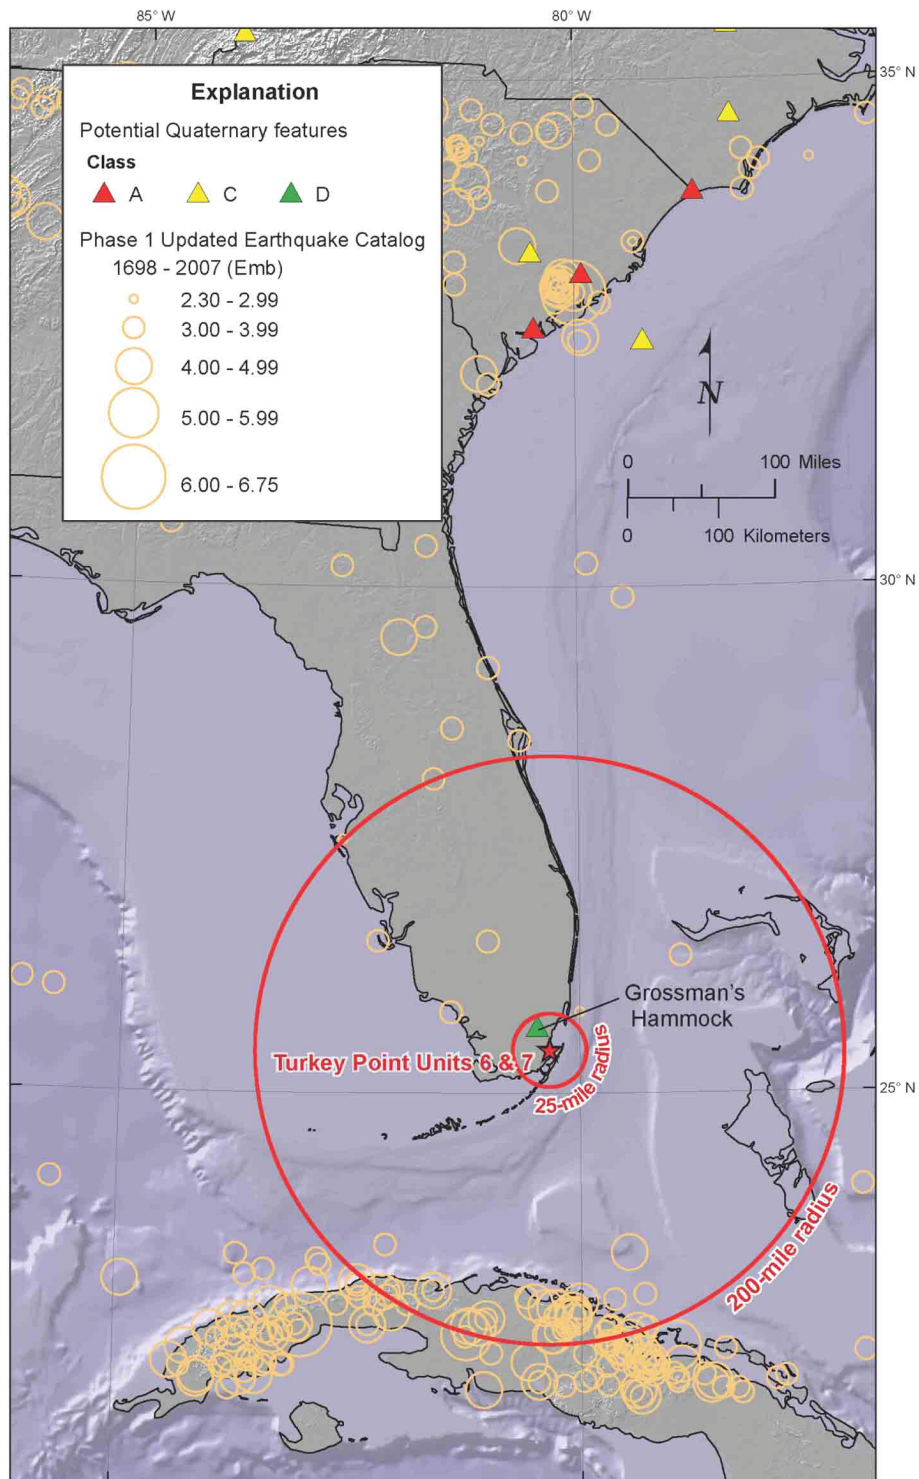 85° W
80° W
35° N
Explanation
Potential Quaternary features
Class
A
C
D
Phase 1 Updated Earthquake Catalog
1698 - 2007 (Emb)
2.30 - 2.99
3.00 - 3.99
4.00 - 4.99
5.00 - 5.99
6.00 - 6.75
N
0
100 Miles
0
100 Kilometers
30° N
Grossman's
Hammock
Turkey Point Units 6 & 7
25-mile radius
25° N
200-mile radius